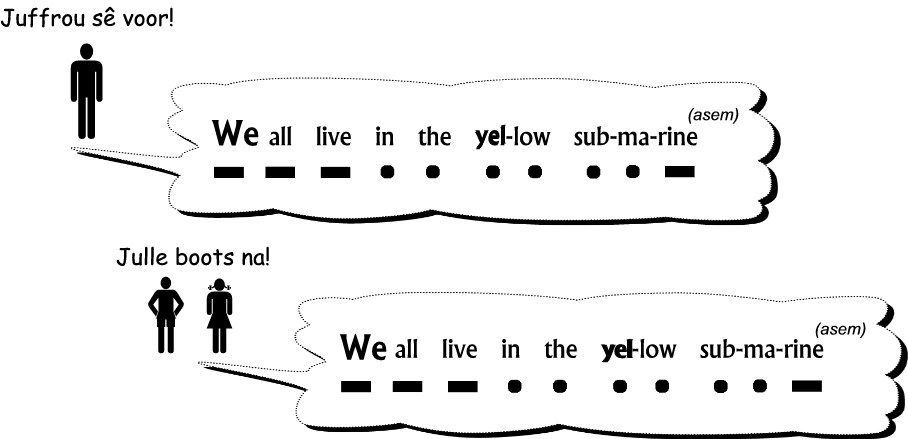 Juffrou sê voor!
(asem)
We all live in the yel-low sub-ma-rine
Julle boots na!
(asem)
We all live in the yel-low sub-ma-rine